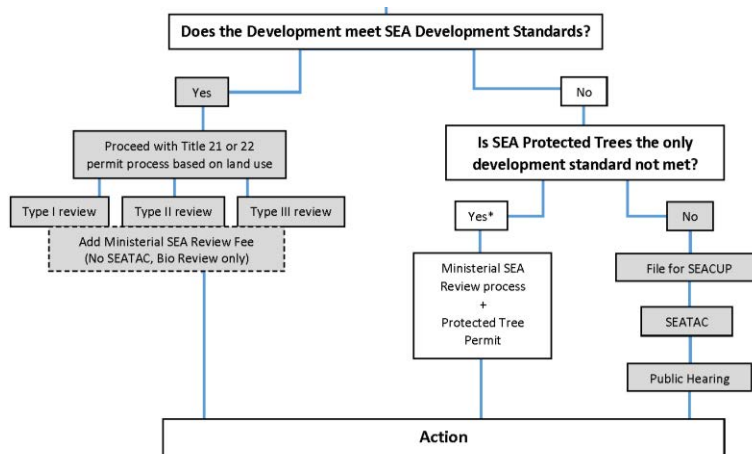 Does the Development meet SEA Development Standards?
Yes
No
Proceed with Title 21 or 22
permit process based on land use
Is SEA Protected Trees the only
development standard not met?
Type I review
Type II review
Type III review
Yes*
No
Add Ministerial SEA Review Fee
(No SEATAC, Bio Review only)
Ministerial SEA
Review process
+
Protected Tree
Permit
File for SEACUP
SEATAC
Public Hearing
Action